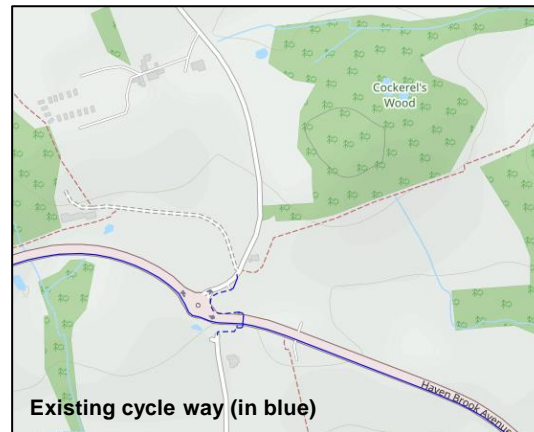 Cockerel's
Wood
Haven Brook Avenue
Existing cycle way (in blue)